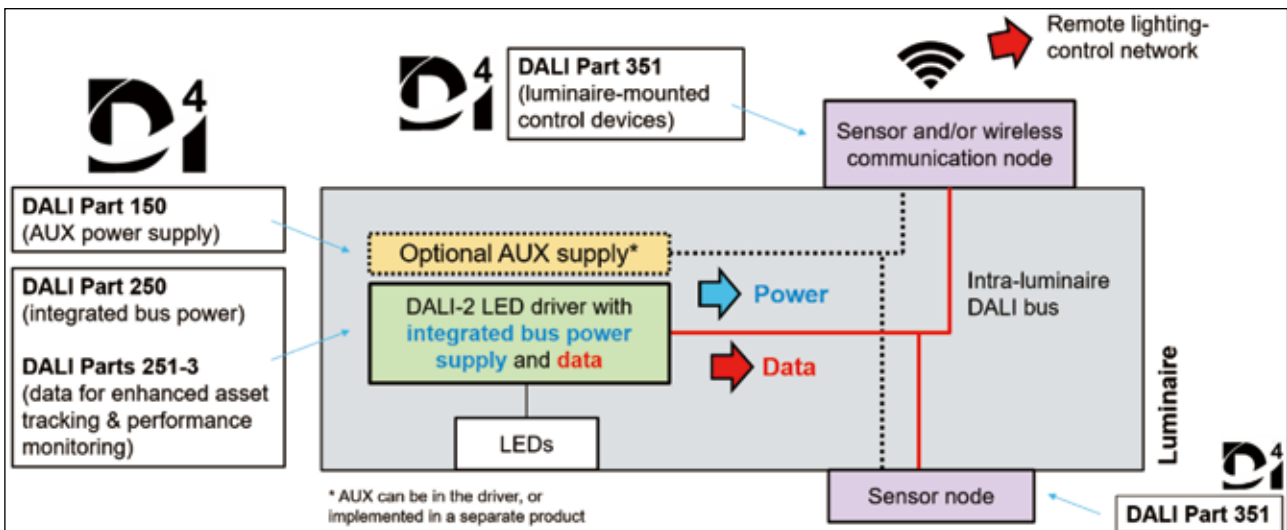 Remote lighting-
control network
DALI Part 351
(luminaire-mounted
control devices)
D4i
D4i
Sensor and/or wireless
communication node
DALI Part 150
(AUX power supply)
Optional AUX supply*
DALI Part 250
(integrated bus power)
DALI Parts 251-3
(data for enhanced asset
tracking & performance
monitoring)
DALI-2 LED driver with
integrated bus power
supply and data
Power
Data
Intra-luminaire
DALI bus
Luminaire
LEDs
* AUX can be in the driver, or
implemented in a separate product
Sensor node
D4i
DALI Part 351